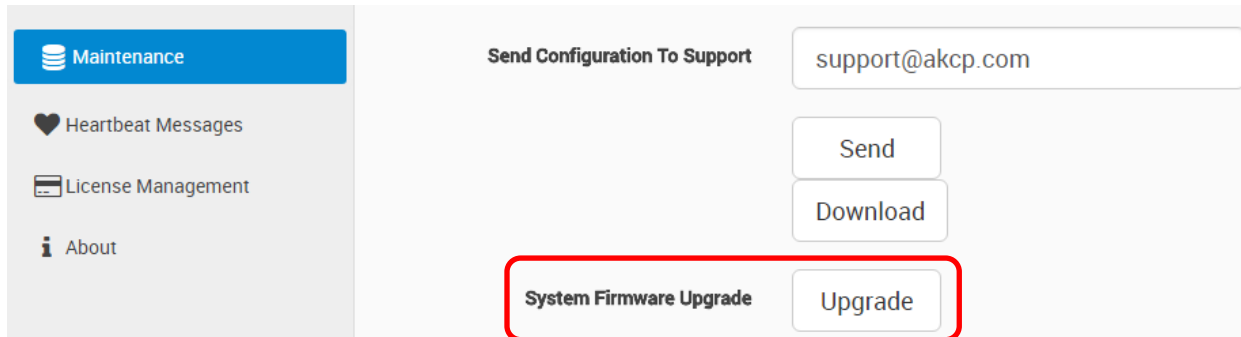 Maintenance
Heartbeat Messages
License Management
About
Send Configuration To Support
support@akcp.com
Send
Download
System Firmware Upgrade
Upgrade